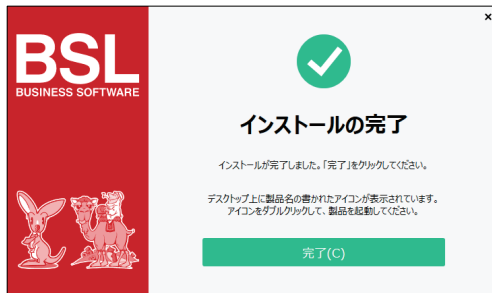 BSL
BUSINESS SOFTWARE
×
インストールの完了
インストールが完了しました。「完了」をクリックしてください。
デスクトップ上に製品名の書かれたアイコンが表示されています。
アイコンをダブルクリックして、製品を起動してください。
完了(C)